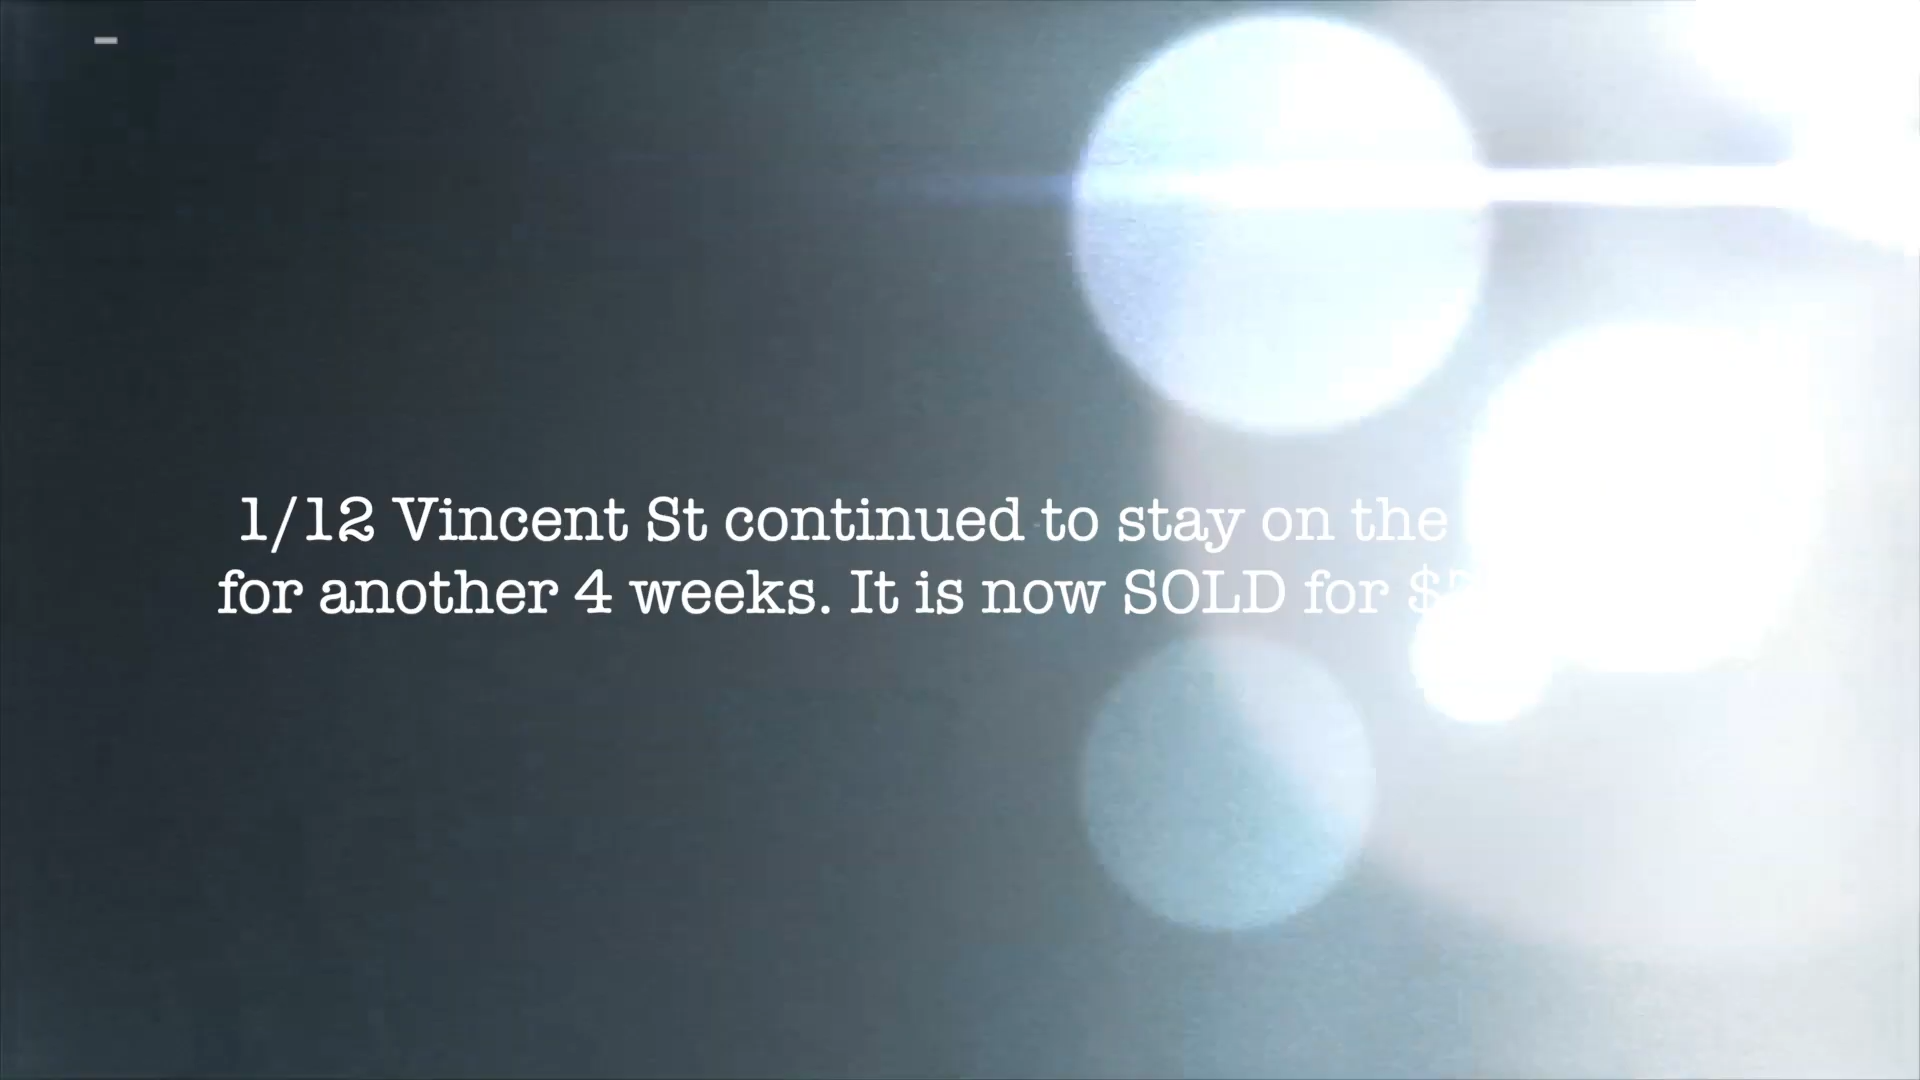 1/12 Vincent St continued to stay on the
for another 4 weeks. It is now SOLD for